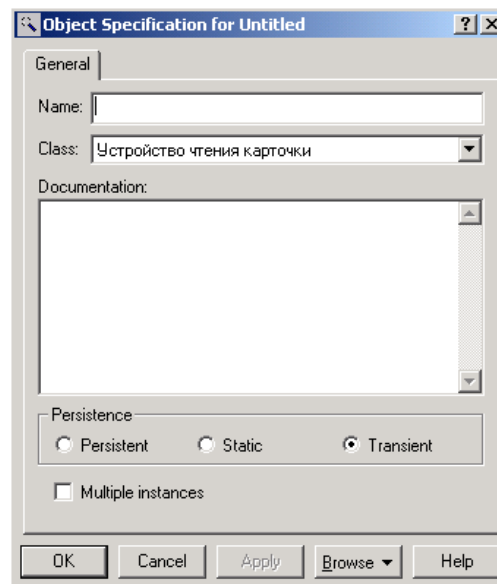 Object Specification for Untitled
General
Name:
Class: Устройство чтения карточки
Documentation:
Persistence
Persistent Static Transient
Multiple instances
OK Cancel Apply Browse Help